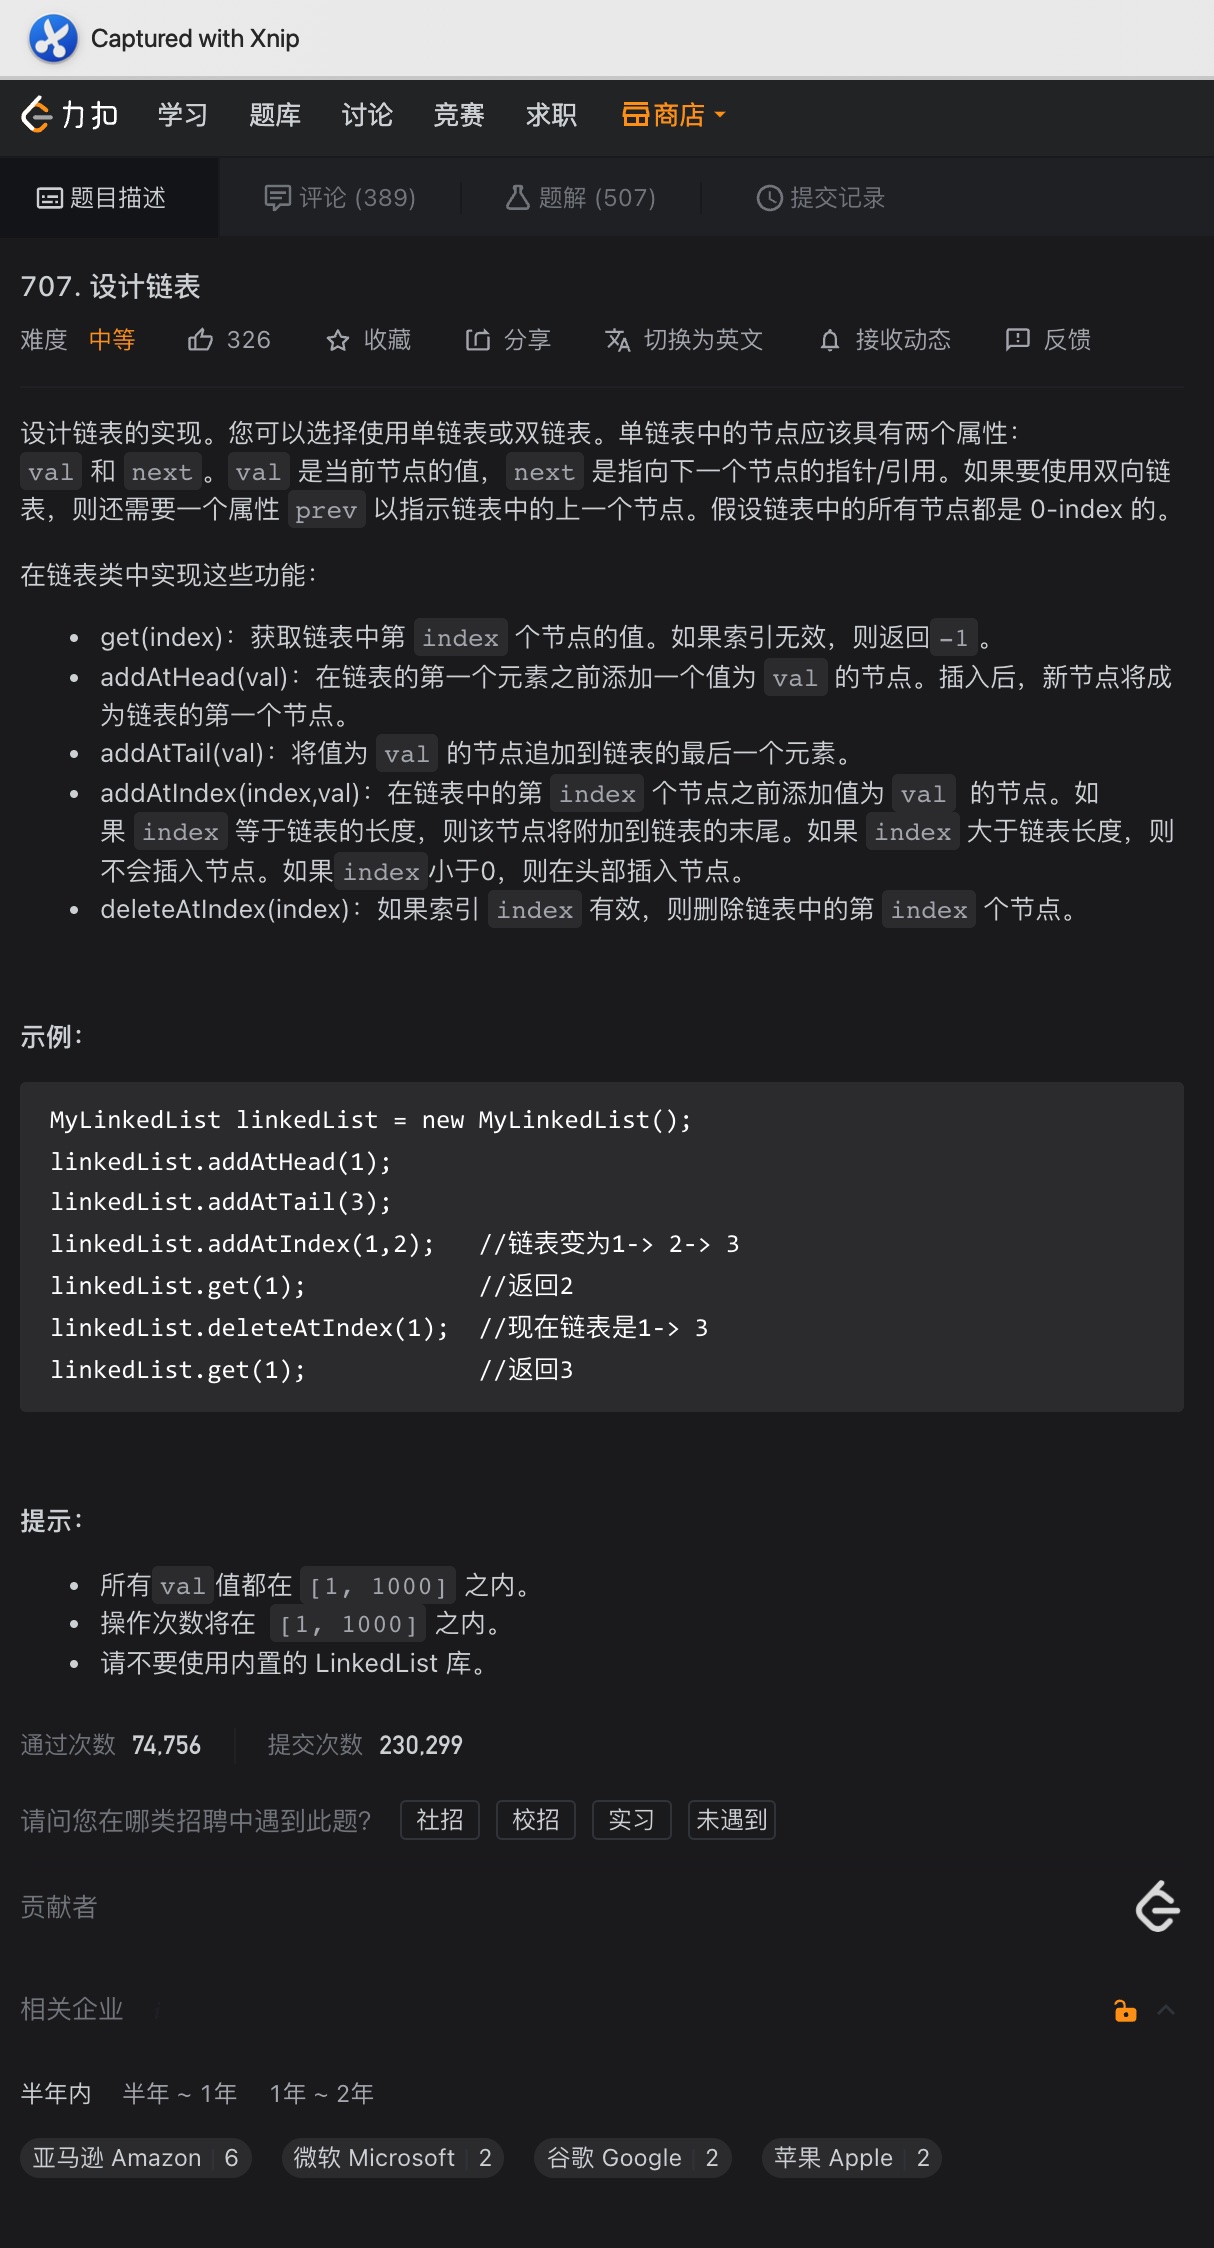 Captured with Xnip
力扣 学习 题库 讨论 竞赛 求职 商店
题目描述 评论 (389) 题解 (507) 提交记录
707. 设计链表
难度 中等 326 收藏 分享 切换为英文 接收动态 反馈
设计链表的实现。您可以选择使用单链表或双链表。单链表中的节点应该具有两个属性：
val 和 next。val 是当前节点的值，next 是指向下一个节点的指针/引用。如果要使用双向链
表，则还需要一个属性 prev 以指示链表中的上一个节点。假设链表中的所有节点都是 0-index 的。
在链表类中实现这些功能：
• get(index)：获取链表中第 index 个节点的值。如果索引无效，则返回-1。
• addAtHead(val)：在链表的第一个元素之前添加一个值为 val 的节点。插入后，新节点将成
为链表的第一个节点。
• addAtTail(val)：将值为 val 的节点追加到链表的最后一个元素。
• addAtIndex(index,val)：在链表中的第 index 个节点之前添加值为 val 的节点。如
果 index 等于链表的长度，则该节点将附加到链表的末尾。如果 index 大于链表长度，则
不会插入节点。如果index小于0，则在头部插入节点。
• deleteAtIndex(index)：如果索引 index 有效，则删除链表中的第 index 个节点。
示例：
MyLinkedList linkedList = new MyLinkedList();
linkedList.addAtHead(1);
linkedList.addAtTail(3);
linkedList.addAtIndex(1,2);   //链表变为1-> 2-> 3
linkedList.get(1);            //返回2
linkedList.deleteAtIndex(1);  //现在链表是1-> 3
linkedList.get(1);            //返回3
提示：
• 所有val值都在 [1, 1000] 之内。
• 操作次数将在 [1, 1000] 之内。
• 请不要使用内置的 LinkedList 库。
通过次数 74,756 提交次数 230,299
请问您在哪类招聘中遇到此题? 社招 校招 实习 未遇到
贡献者
相关企业 i
半年内 半年 ~ 1年 1年 ~ 2年
亚马逊 Amazon 6 微软 Microsoft 2 谷歌 Google 2 苹果 Apple 2